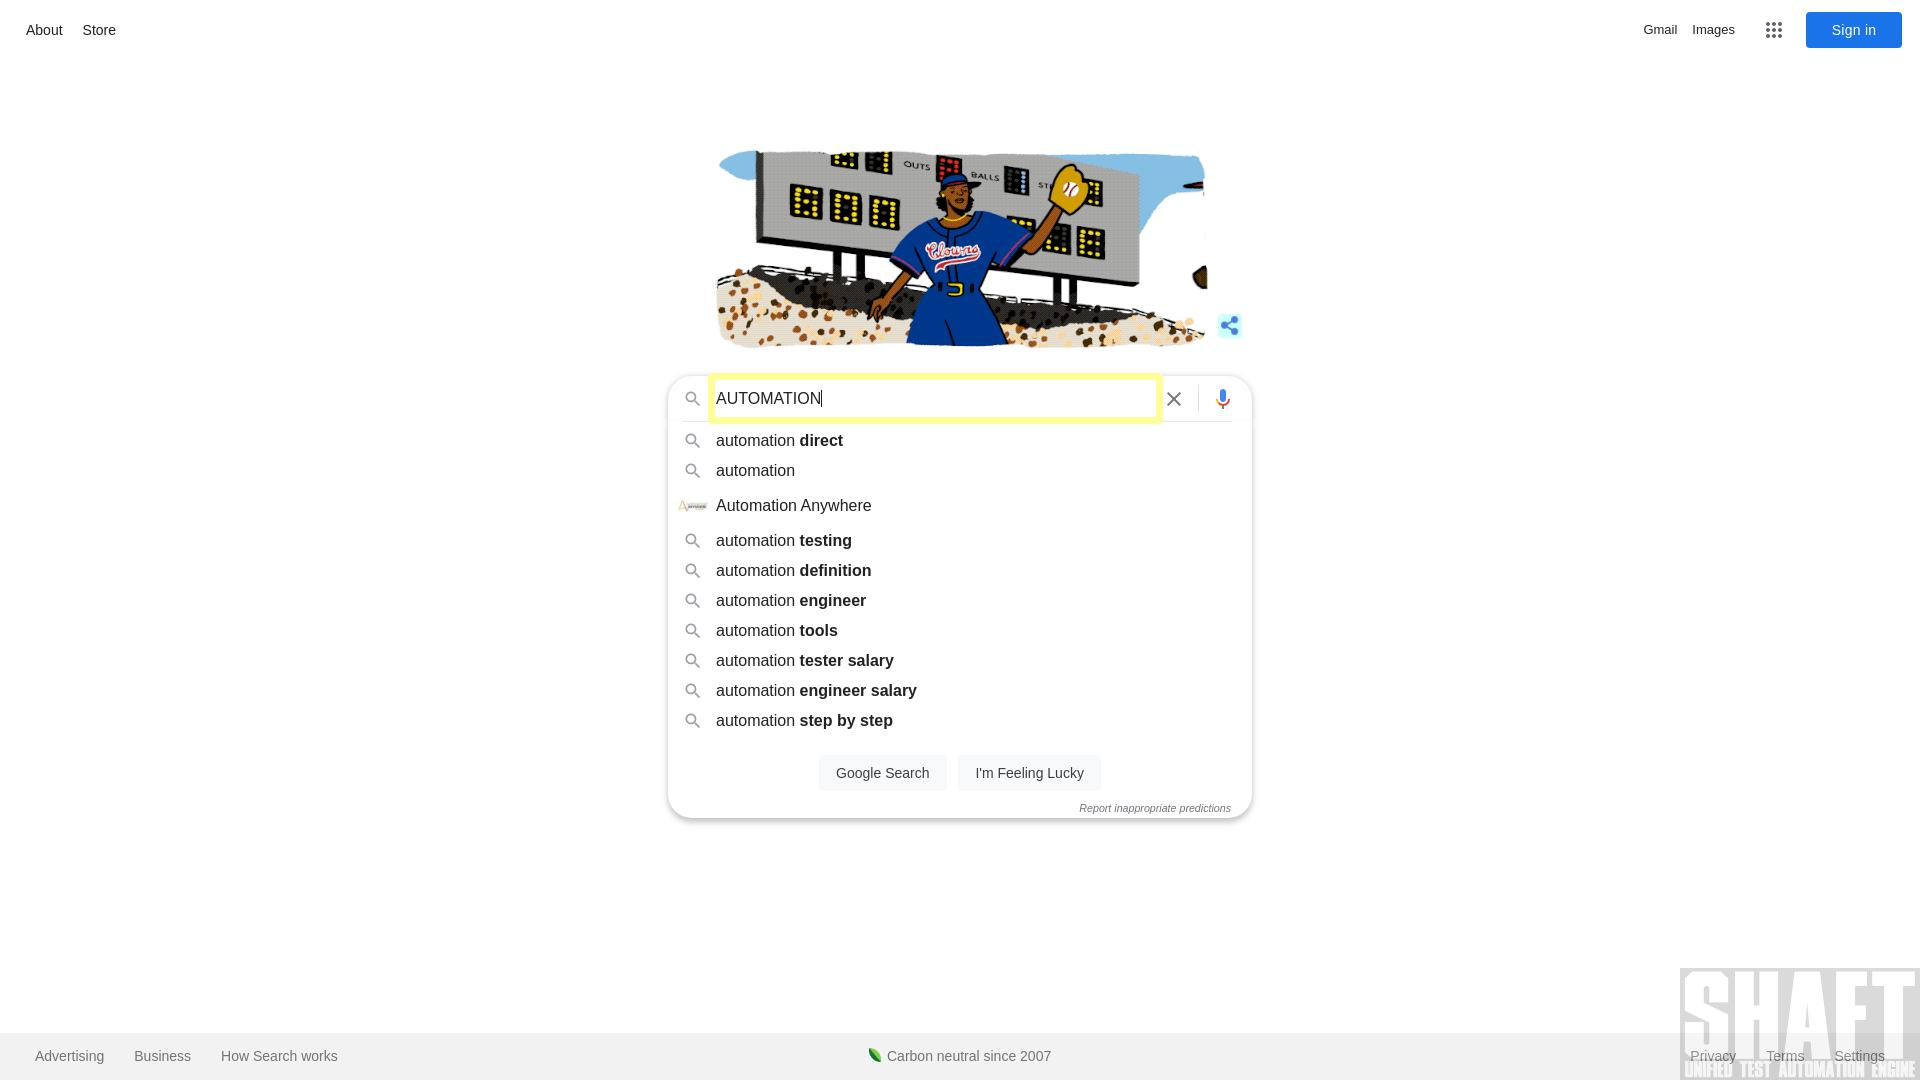 About Store Gmail Images Sign in
OUTS BALLS
Clowns
AUTOMATION
automation direct
automation
Automation Anywhere
automation testing
automation definition
automation engineer
automation tools
automation tester salary
automation engineer salary
automation step by step
Google Search I'm Feeling Lucky
Report inappropriate predictions
SHAFT
Advertising Business How Search works Carbon neutral since 2007 Privacy Terms Settings
UNIFIED TEST AUTOMATION ENGINE